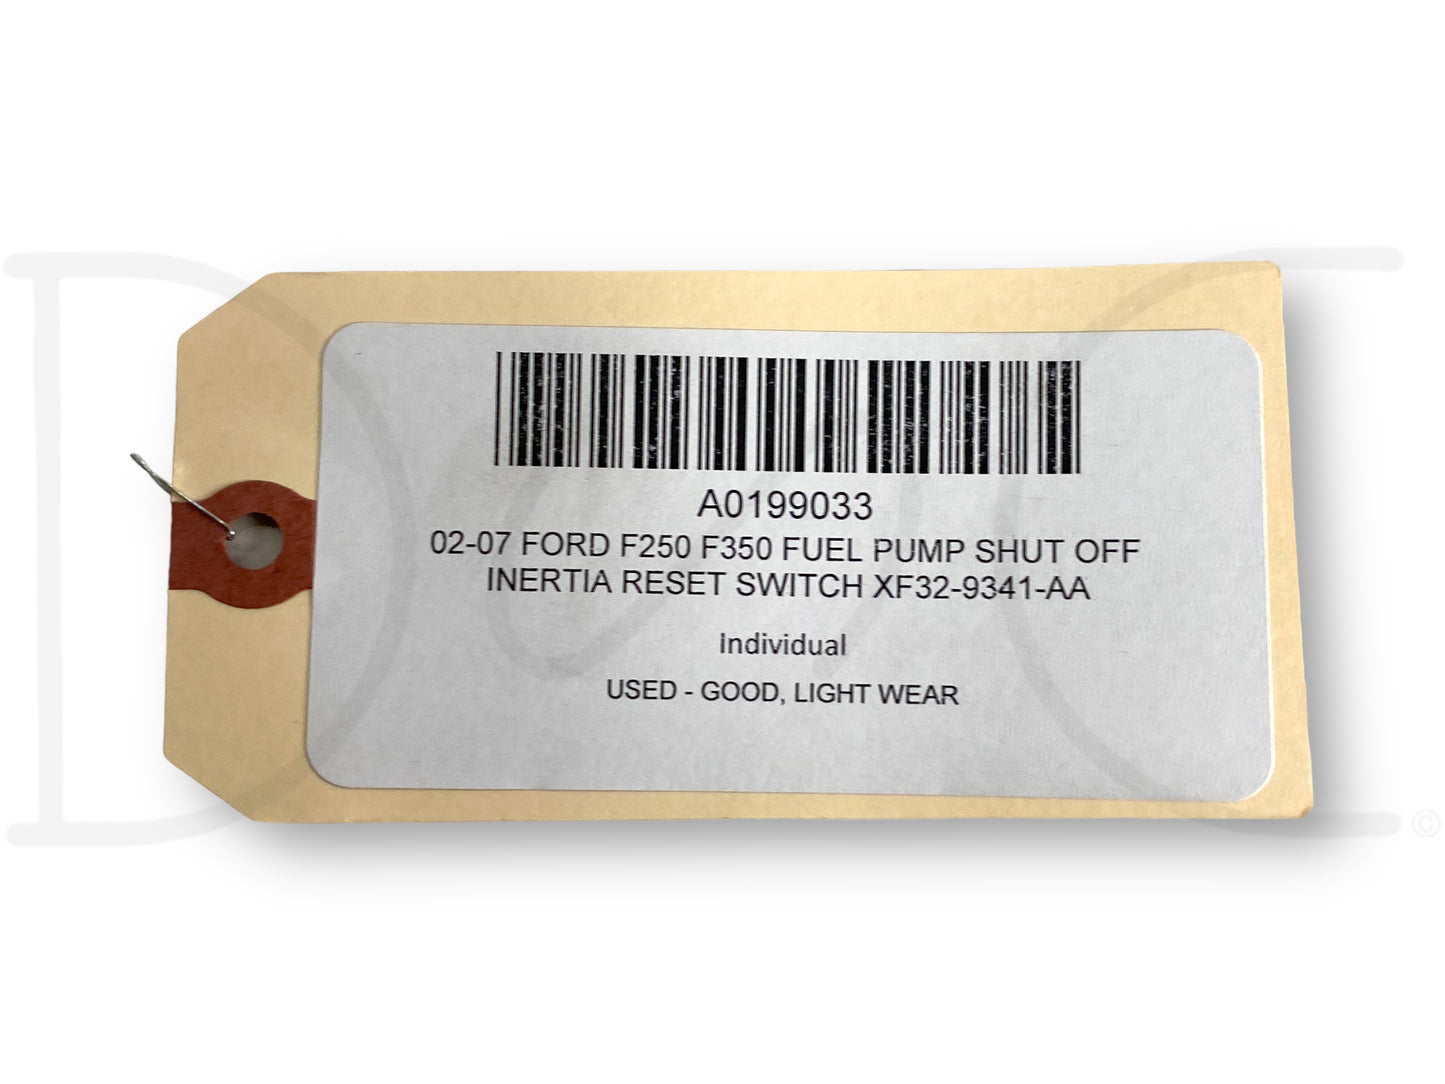 A0199033
02-07 FORD F250 F350 FUEL PUMP SHUT OFF
INERTIA RESET SWITCH XF32-9341-AA
Individual
USED - GOOD, LIGHT WEAR
©